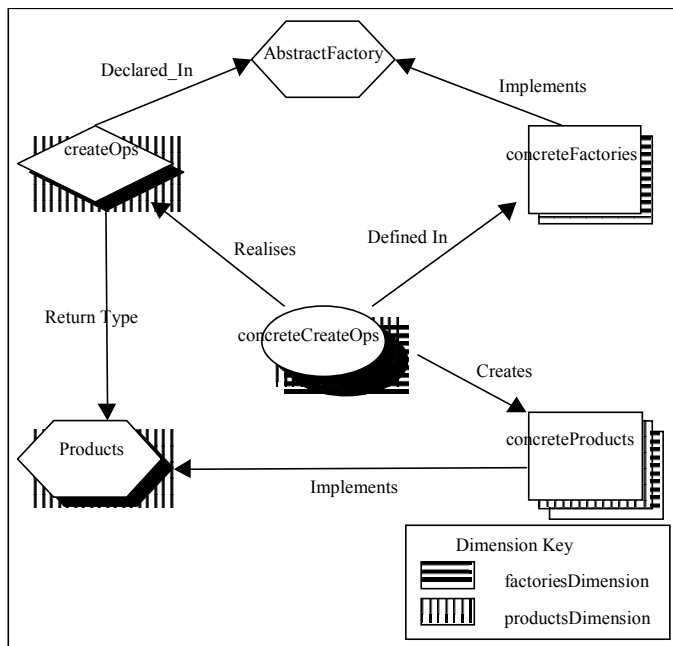 AbstractFactory
Declared_In
Implements
createOps
concreteFactories
Realises
Defined In
Return Type
concreteCreateOps
Creates
Products
concreteProducts
Implements
Dimension Key
factoriesDimension
productsDimension